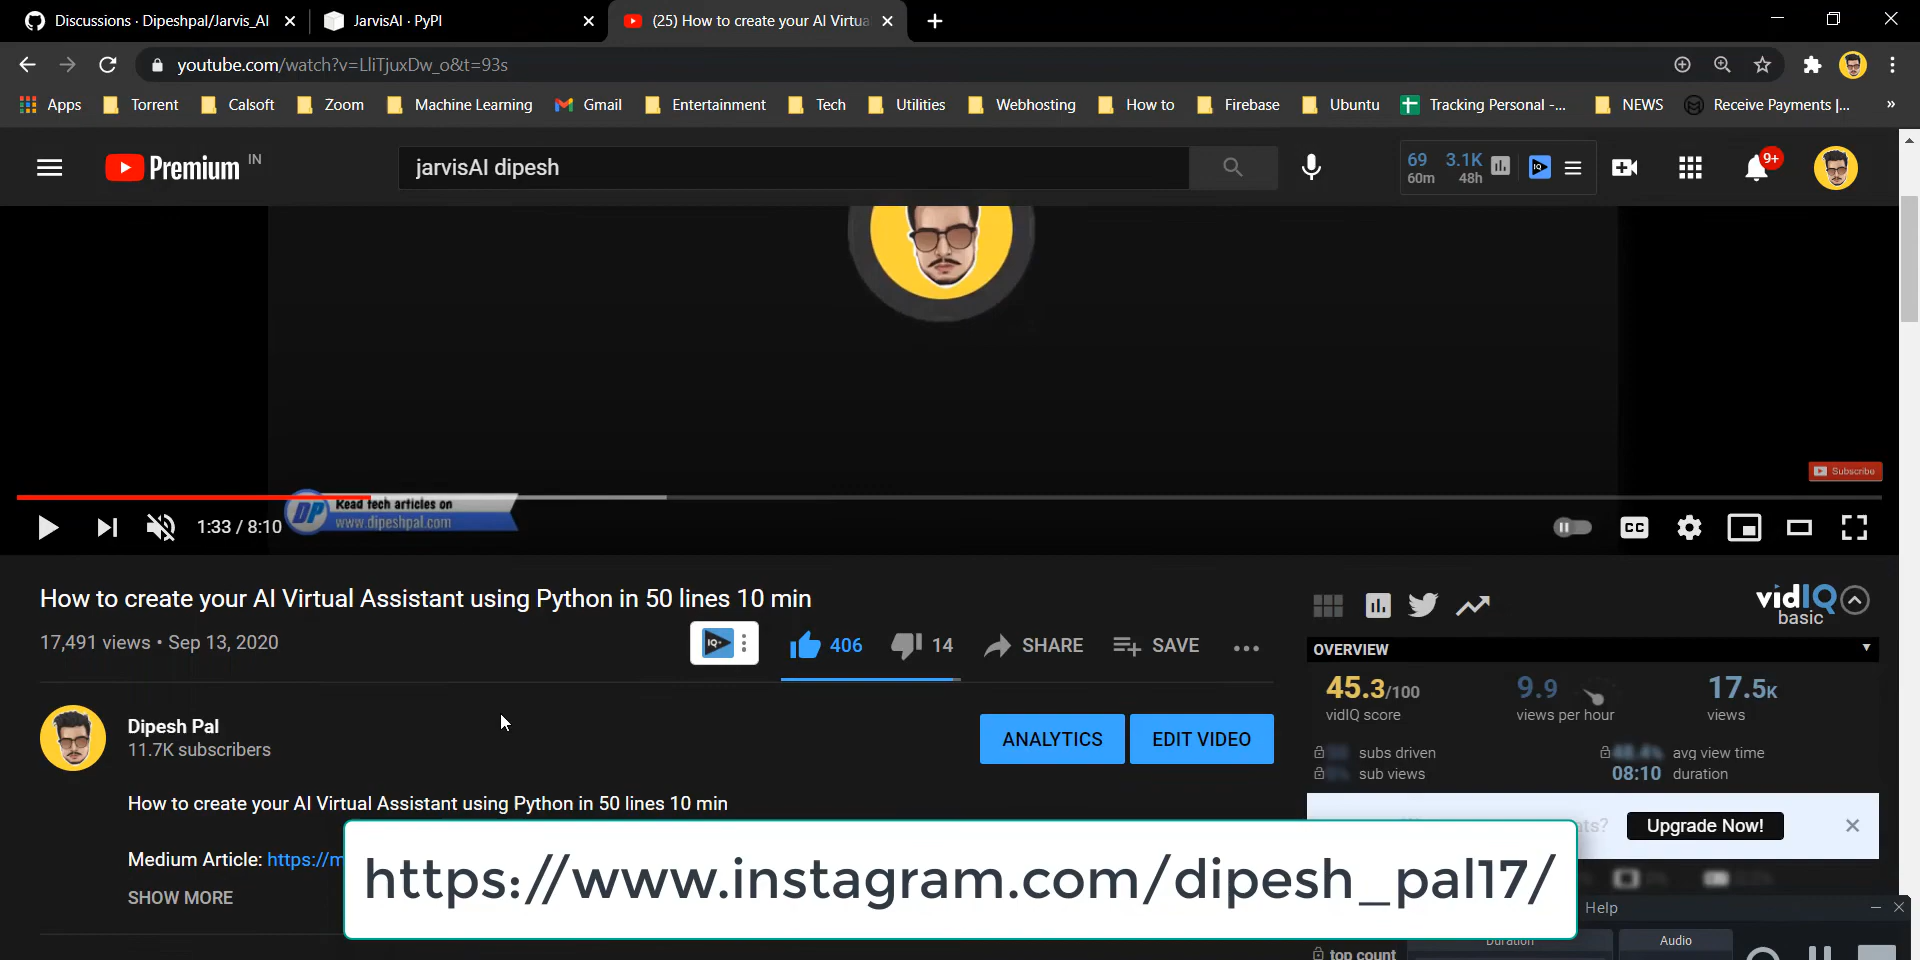 Discussions · Dipeshpal/Jarvis_AI
JarvisAI · PyPI
(25) How to create your AI Virtua
youtube.com/watch?v=LliTjuxDw_o&t=93s
Apps
Torrent
Calsoft
Zoom
Machine Learning
Gmail
Entertainment
Tech
Utilities
Webhosting
How to
Firebase
Ubuntu
Tracking Personal -...
NEWS
Receive Payments |...
»
Premium IN
jarvisAI dipesh
69 3.1K
60m 48h
9+
Subscribe
Read tech articles on
DP www.dipeshpal.com
1:33 / 8:10
CC
How to create your AI Virtual Assistant using Python in 50 lines 10 min
17,491 views • Sep 13, 2020
IQ
406
14
SHARE
SAVE
Dipesh Pal
11.7K subscribers
ANALYTICS
EDIT VIDEO
How to create your AI Virtual Assistant using Python in 50 lines 10 min
Medium Article: https://m
SHOW MORE
vidIQ
basic
OVERVIEW
45.3/100 9.9 17.5K
vidIQ score views per hour views
subs driven avg view time
sub views 08:10 duration
Upgrade Now!
https://www.instagram.com/dipesh_pal17/
Help
Duration
Audio
top count